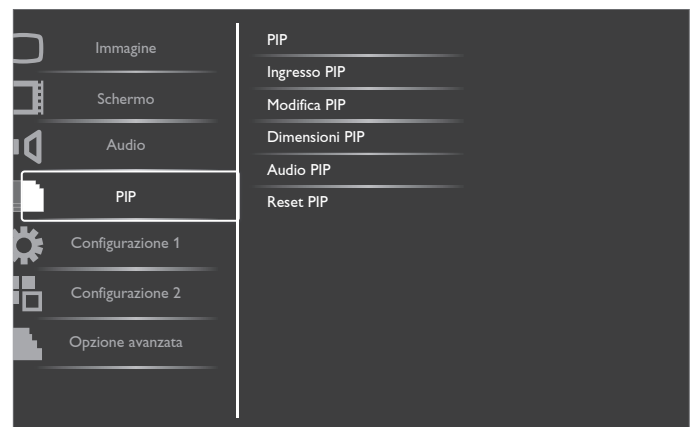 Immagine
Schermo
Audio
PIP
Configurazione 1
Configurazione 2
Opzione avanzata
PIP
Ingresso PIP
Modifica PIP
Dimensioni PIP
Audio PIP
Reset PIP